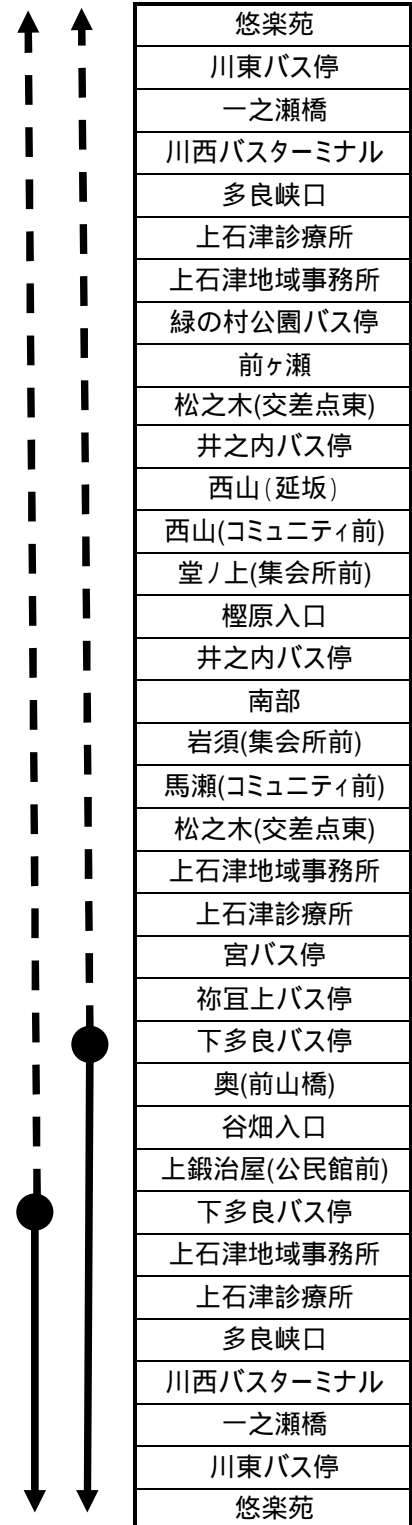 悠楽苑
川東バス停
一之瀬橋
川西バスターミナル
多良峡口
上石津診療所
上石津地域事務所
緑の村公園バス停
前ヶ瀬
松之木(交差点東)
井之内バス停
西山(延坂)
西山(コミュニティ前)
堂ノ上(集会所前)
樫原入口
井之内バス停
南部
岩須(集会所前)
馬瀬(コミュニティ前)
松之木(交差点東)
上石津地域事務所
上石津診療所
宮バス停
祢冝上バス停
下多良バス停
奥(前山橋)
谷畑入口
上鍛治屋(公民館前)
下多良バス停
上石津地域事務所
上石津診療所
多良峡口
川西バスターミナル
一之瀬橋
川東バス停
悠楽苑